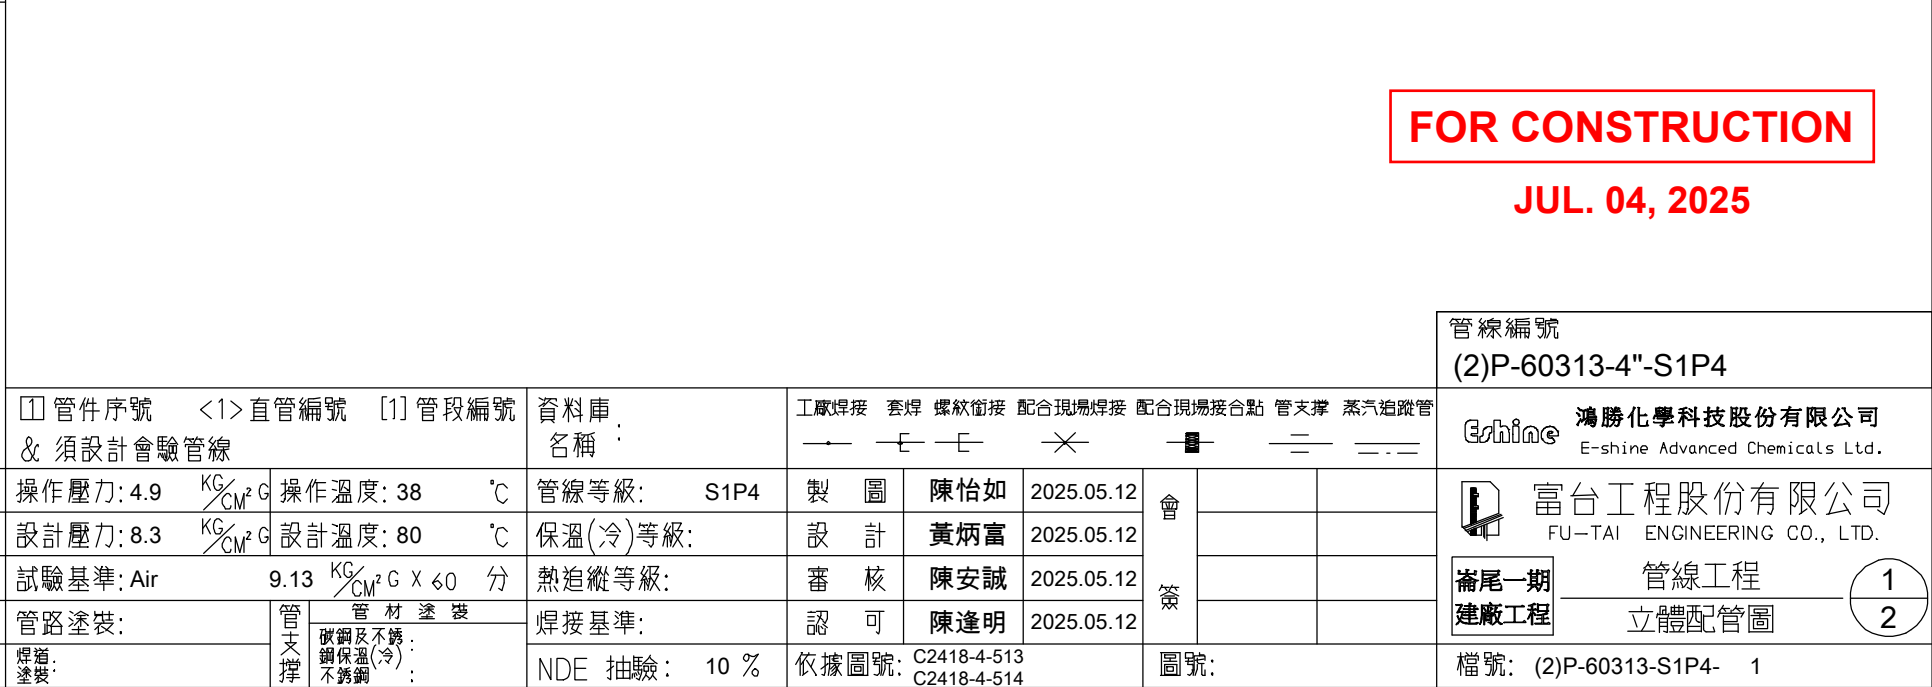 FOR CONSTRUCTION
JUL. 04, 2025
管線編號
(2)P-60313-4"-S1P4
1 管件序號 <1>直管編號 [1]管段編號
& 須設計會驗管線
資料庫名稱:
工廠焊接 套焊 螺紋銜接 配合現場焊接 配合現場接合點 管支撐 蒸汽追蹤管
Eshine 鴻勝化學科技股份有限公司
E-shine Advanced Chemicals Ltd.
操作壓力: 4.9 KG/CM² G 操作溫度: 38 °C 管線等級: S1P4
設計壓力: 8.3 KG/CM² G 設計溫度: 80 °C 保溫(冷)等級:
試驗基準: Air 9.13 KG/CM² G X 60 分 熱追縱等級:
管路塗裝: 管支撐 管材塗裝 焊接基準:
碳鋼及不銹鋼保溫(冷):
不銹鋼 :
焊道塗裝:
NDE 抽驗: 10 %
製圖 陳怡如 2025.05.12
設計 黃炳富 2025.05.12
審核 陳安誠 2025.05.12
認可 陳逢明 2025.05.12
會簽
依據圖號: C2418-4-513
C2418-4-514
圖號:
富台工程股份有限公司
FU-TAI ENGINEERING CO., LTD.
崙尾一期
建廠工程
管線工程
立體配管圖
1
2
檔號: (2)P-60313-S1P4- 1